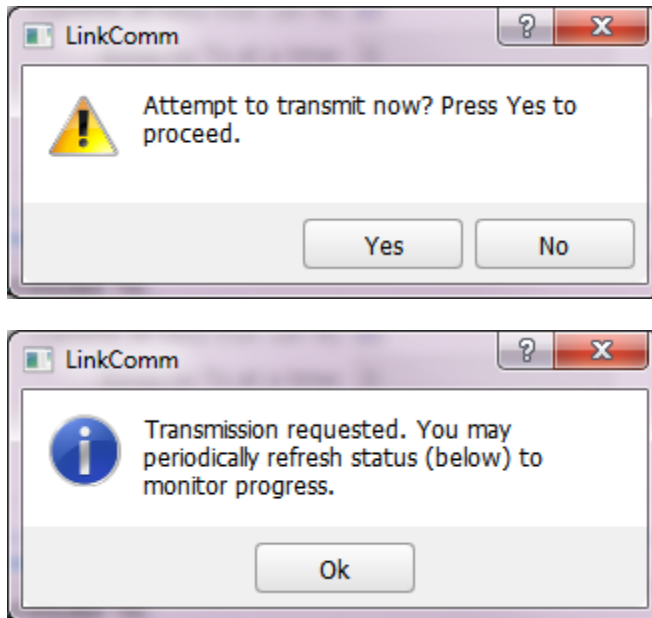 LinkComm
Attempt to transmit now? Press Yes to
proceed.
Yes No
LinkComm
Transmission requested. You may
periodically refresh status (below) to
monitor progress.
Ok